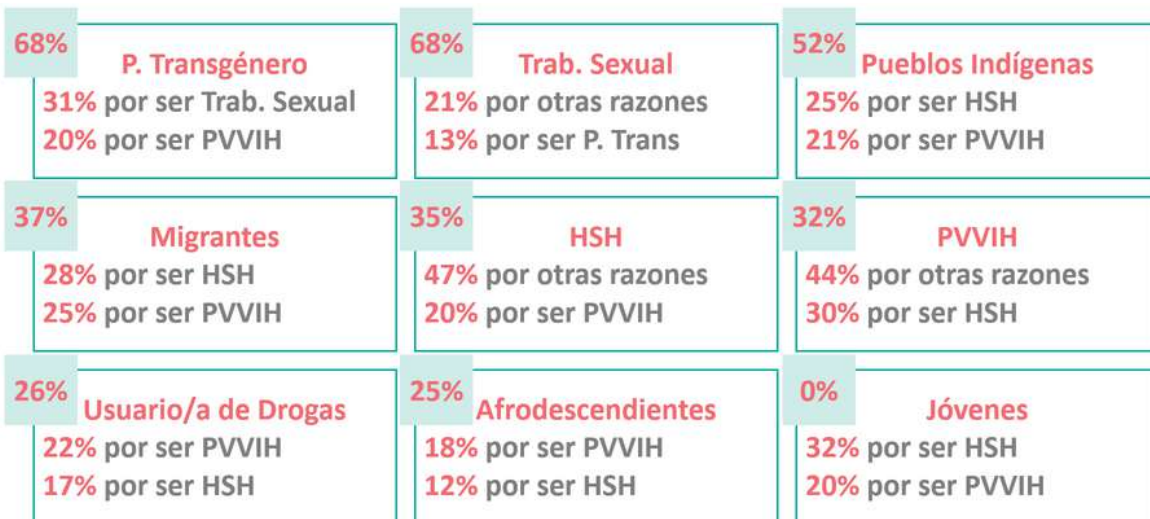 68%
P. Transgénero
31% por ser Trab. Sexual
20% por ser PVVIH
68%
Trab. Sexual
21% por otras razones
13% por ser P. Trans
52%
Pueblos Indígenas
25% por ser HSH
21% por ser PVVIH
37%
Migrantes
28% por ser HSH
25% por ser PVVIH
35%
HSH
47% por otras razones
20% por ser PVVIH
32%
PVVIH
44% por otras razones
30% por ser HSH
26%
Usuario/a de Drogas
22% por ser PVVIH
17% por ser HSH
25%
Afrodescendientes
18% por ser PVVIH
12% por ser HSH
0%
Jóvenes
32% por ser HSH
20% por ser PVVIH